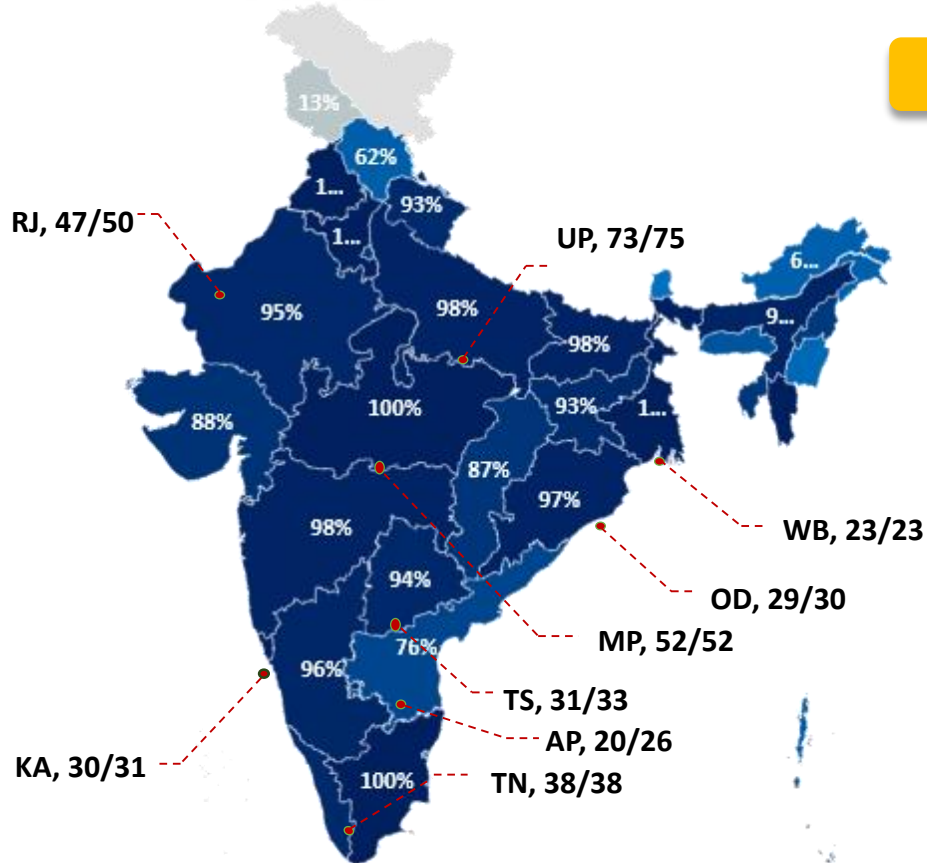 13%
62%
1...
93%
RJ, 47/50
1...
UP, 73/75
6...
95%
98%
9...
98%
100%
93%
1...
88%
87%
97%
98%
WB, 23/23
94%
OD, 29/30
MP, 52/52
76%
96%
TS, 31/33
AP, 20/26
KA, 30/31
100%
TN, 38/38